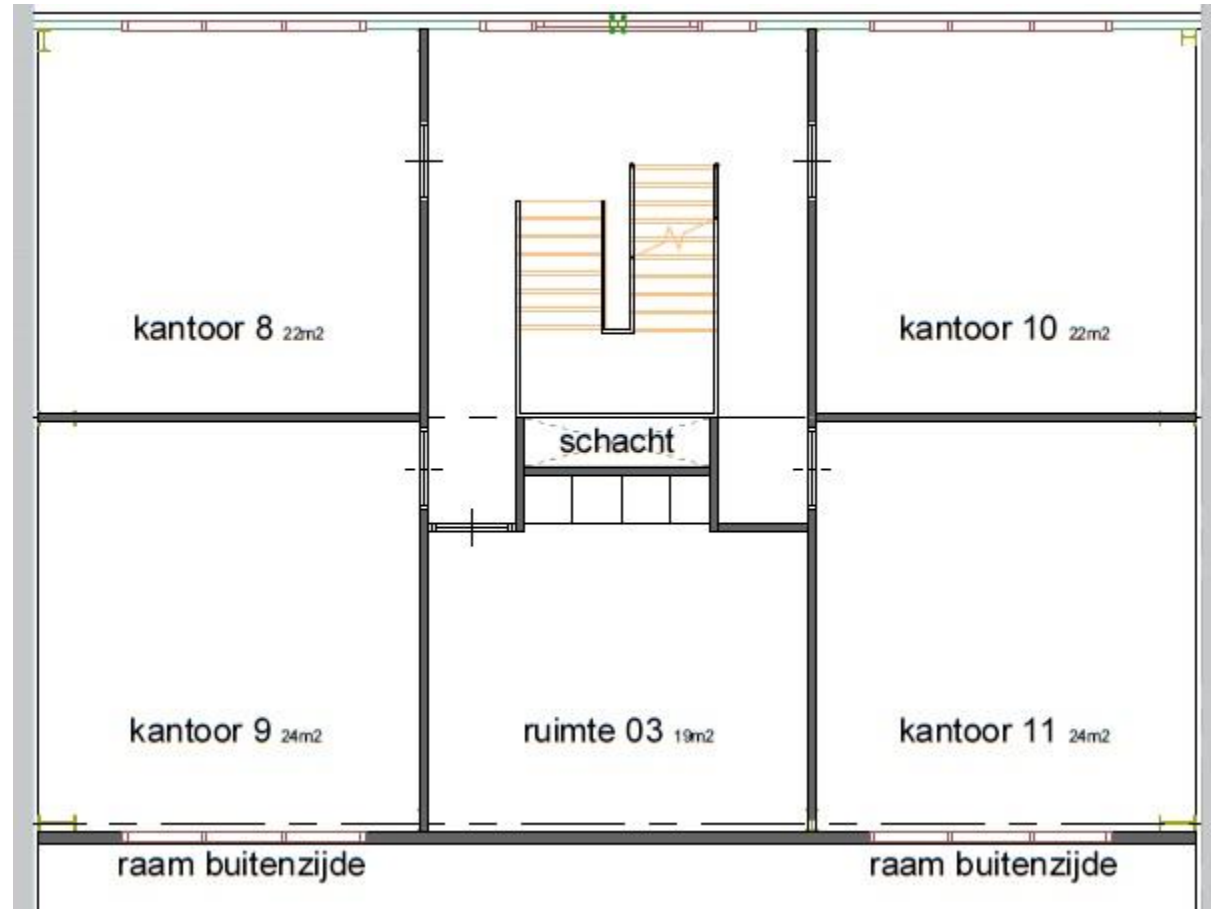 kantoor 8 22m2
kantoor 10 22m2
schacht
kantoor 9 24m2
ruimte 03 19m2
kantoor 11 24m2
raam buitenzijde
raam buitenzijde